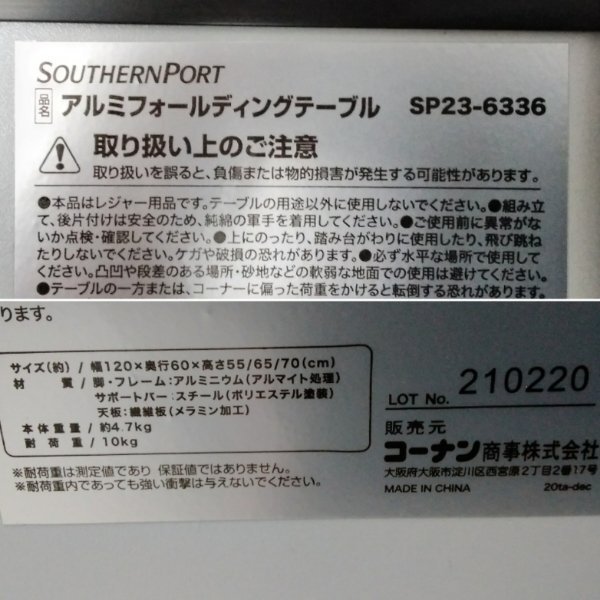 SOUTHERNPORT
品名 アルミフォールディングテーブル SP23-6336
取り扱い上のご注意
取り扱いを誤ると、負傷または物的損害が発生する可能性があります。
●本品はレジャー用品です。テーブルの用途以外に使用しないでください。●組み立
て、後片付けは安全のため、純綿の軍手を着用してください。●ご使用前に異常がな
いか点検・確認してください。●上にのったり、踏み台がわりに使用したり、飛び跳ね
たりしないでください。ケガや破損の恐れがあります。●必ず水平な場所で使用して
ください。凸凹や段差のある場所・砂地などの軟弱な地面での使用は避けてください。
●テーブルの一方または、コーナーに偏った荷重をかけると転倒する恐れがあります。
ります。
サイズ(約) / 幅120×奥行60×高さ55/65/70(cm)
材質 / 脚・フレーム:アルミニウム(アルマイト処理)
サポートバー:スチール(ポリエステル塗装)
天板:繊維板(メラミン加工)
本体重量 / 約4.7kg
耐荷重 / 10kg
※耐荷重は測定値であり 保証値ではありません。
※耐荷重内であっても強い衝撃は与えないでください。
LOT No. 210220
販売元
コーナン商事株式会社
大阪府大阪市淀川区西宮原2丁目2番17号
MADE IN CHINA 20ta-dec